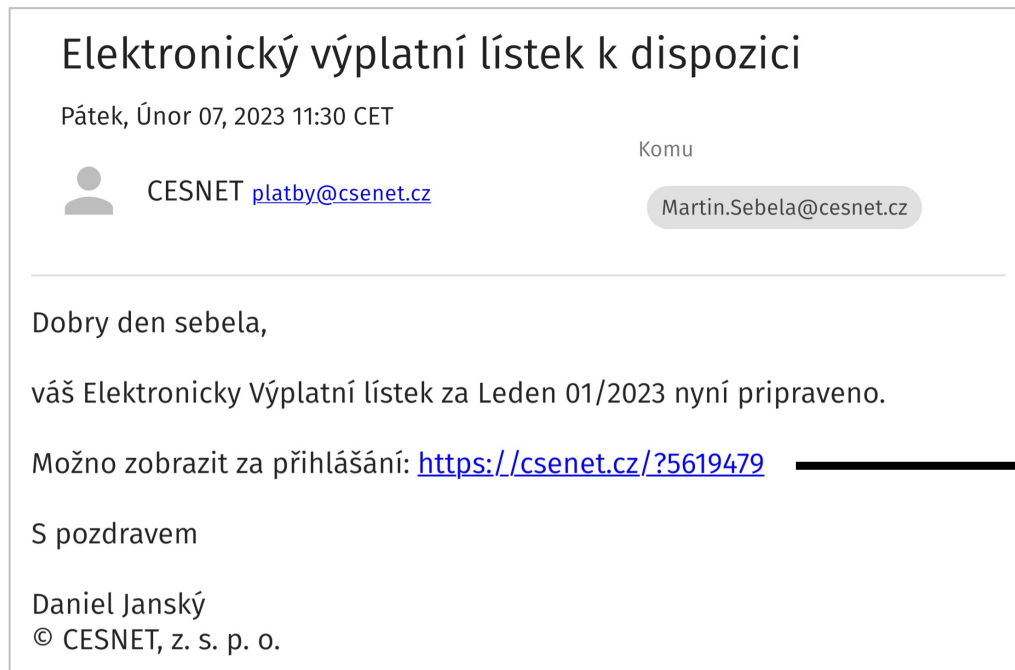 Elektronický výplatní lístek k dispozici
Pátek, Únor 07, 2023 11:30 CET
Komu
CESNET platby@csenet.cz
Martin.Sebela@cesnet.cz
Dobry den sebela,
váš Elektronicky Výplatní lístek za Leden 01/2023 nyní pripraveno.
Možno zobrazit za přihlášání: https://csenet.cz/?5619479
S pozdravem
Daniel Janský
© CESNET, z. s. p. o.